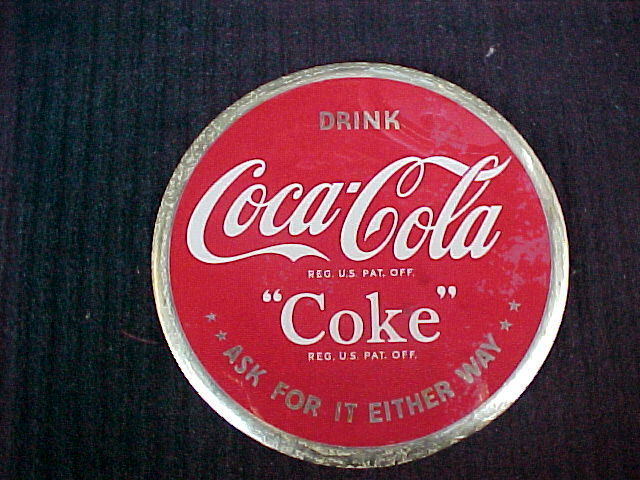 DRINK
Coca-Cola
REG. U.S. PAT. OFF.
"Coke"
REG. U.S. PAT. OFF.
ASK FOR IT EITHER WAY